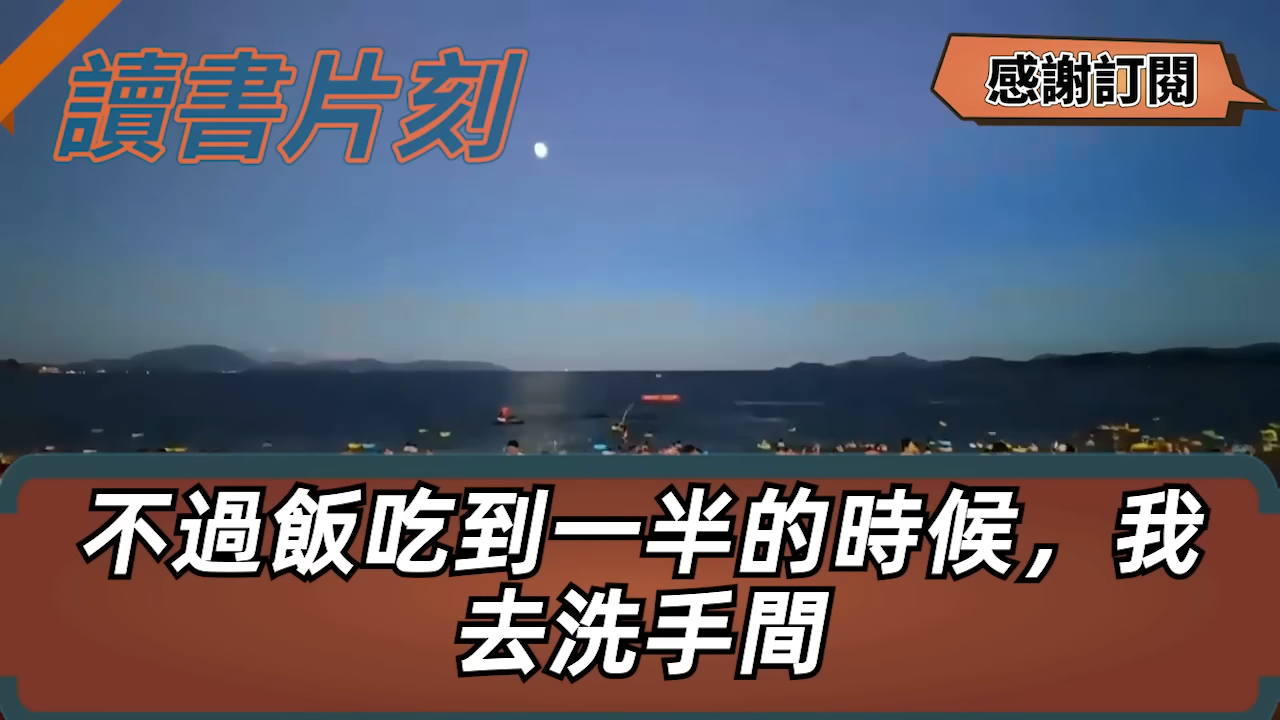 讀書片刻
感謝訂閱
不過飯吃到一半的時候，我
去洗手間